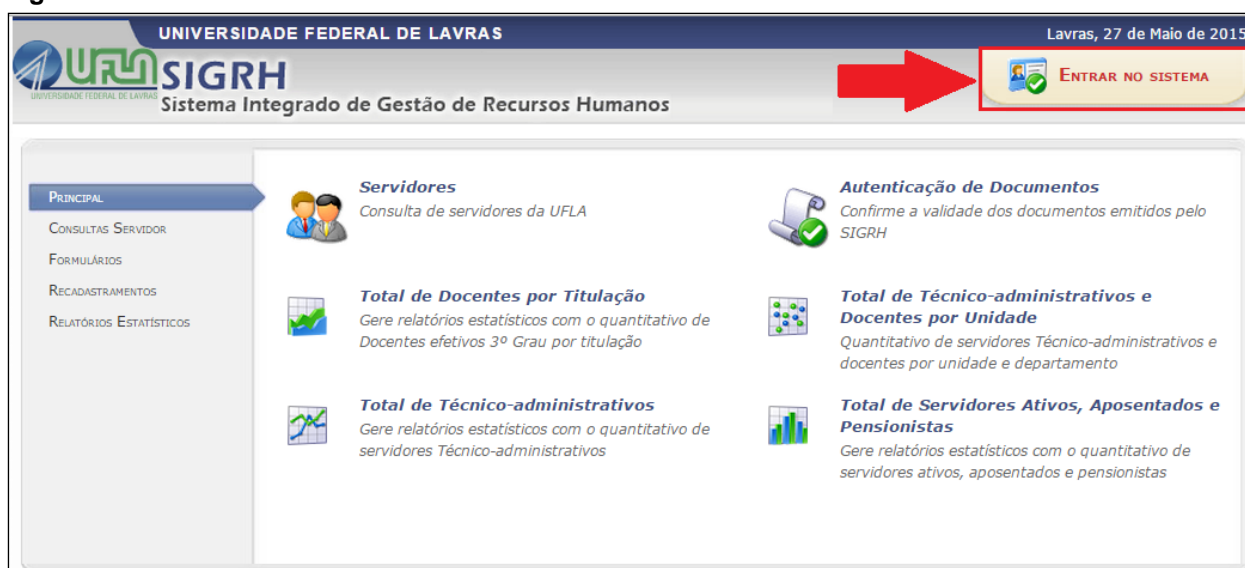 UNIVERSIDADE FEDERAL DE LAVRAS
Lavras, 27 de Maio de 2015
UFLA
UNIVERSIDADE FEDERAL DE LAVRAS
SIGRH
Sistema Integrado de Gestão de Recursos Humanos
ENTRAR NO SISTEMA
PRINCIPAL
CONSULTAS SERVIDOR
FORMULÁRIOS
RECADASTRAMENTOS
RELATÓRIOS ESTATÍSTICOS
Servidores
Consulta de servidores da UFLA
Autenticação de Documentos
Confirme a validade dos documentos emitidos pelo
SIGRH
Total de Docentes por Titulação
Gere relatórios estatísticos com o quantitativo de
Docentes efetivos 3º Grau por titulação
Total de Técnico-administrativos e
Docentes por Unidade
Quantitativo de servidores Técnico-administrativos e
docentes por unidade e departamento
Total de Técnico-administrativos
Gere relatórios estatísticos com o quantitativo de
servidores Técnico-administrativos
Total de Servidores Ativos, Aposentados e
Pensionistas
Gere relatórios estatísticos com o quantitativo de
servidores ativos, aposentados e pensionistas